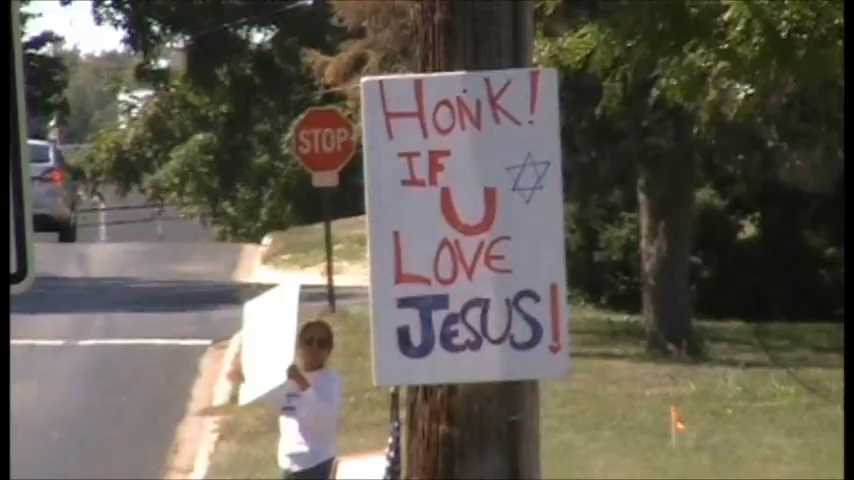 STOP
HONK!
IF
U
LOVE
JESUS!